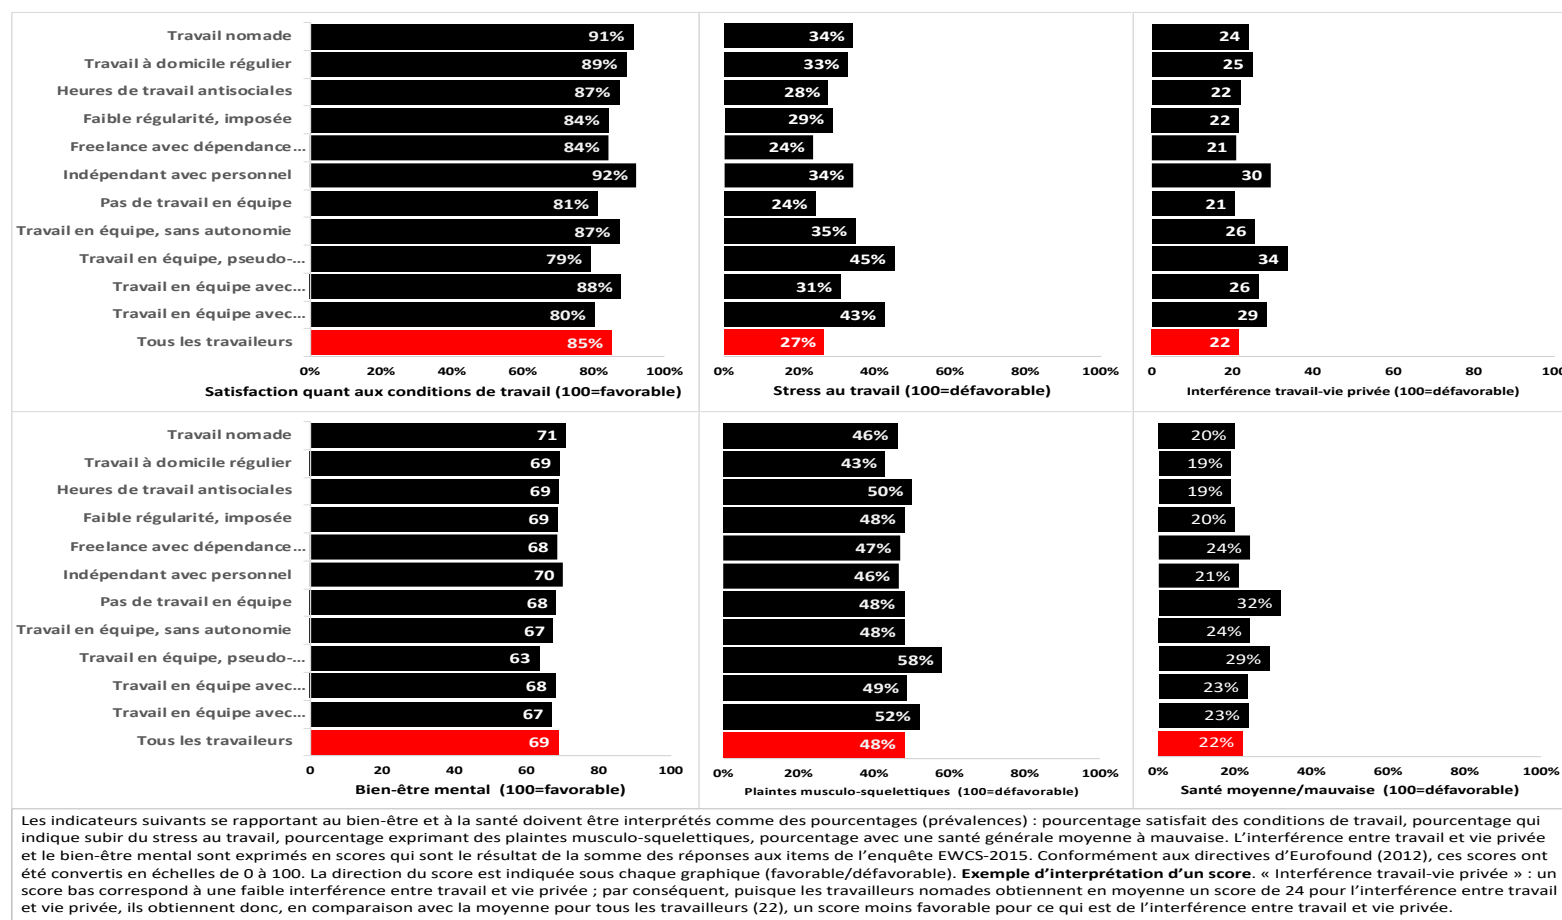 Travail nomade 91% 34% 24
Travail à domicile régulier 89% 33% 25
Heures de travail antisociales 87% 28% 22
Faible régularité, imposée 84% 29% 22
Freelance avec dépendance... 84% 24% 21
Indépendant avec personnel 92% 34% 30
Pas de travail en équipe 81% 24% 21
Travail en équipe, sans autonomie 87% 35% 26
Travail en équipe, pseudo-... 79% 45% 34
Travail en équipe avec... 88% 31% 26
Travail en équipe avec... 80% 43% 29
Tous les travaileurs 85% 27% 22
0% 20% 40% 60% 80% 100% 0% 20% 40% 60% 80% 100% 0 20 40 60 80 100
Satisfaction quant aux conditions de travail (100=favorable) Stress au travail (100=défavorable) Interférence travail-vie privée (100=défavorable)
Travail nomade 71 46% 20%
Travail à domicile régulier 69 43% 19%
Heures de travail antisociales 69 50% 19%
Faible régularité, imposée 69 48% 20%
Freelance avec dépendance... 68 47% 24%
Indépendant avec personnel 70 46% 21%
Pas de travail en équipe 68 48% 32%
Travail en équipe, sans autonomie 67 48% 24%
Travail en équipe, pseudo-... 63 58% 29%
Travail en équipe avec... 68 49% 23%
Travail en équipe avec... 67 52% 23%
Tous les travaileurs 69 48% 22%
0 20 40 60 80 100 0% 20% 40% 60% 80% 100% 0% 20% 40% 60% 80% 100%
Bien-être mental (100=favorable) Plaintes musculo-squelettiques (100=défavorable) Santé moyenne/mauvaise (100=défavorable)
Les indicateurs suivants se rapportant au bien-être et à la santé doivent être interprétés comme des pourcentages (prévalences) : pourcentage satisfait des conditions de travail, pourcentage qui
indique subir du stress au travail, pourcentage exprimant des plaintes musculo-squelettiques, pourcentage avec une santé générale moyenne à mauvaise. L'interférence entre travail et vie privée
et le bien-être mental sont exprimés en scores qui sont le résultat de la somme des réponses aux items de l'enquête EWCS-2015. Conformément aux directives d'Eurofound (2012), ces scores ont
été convertis en échelles de 0 à 100. La direction du score est indiquée sous chaque graphique (favorable/défavorable). Exemple d'interprétation d'un score. « Interférence travail-vie privée » : un
score bas correspond à une faible interférence entre travail et vie privée ; par conséquent, puisque les travailleurs nomades obtiennent en moyenne un score de 24 pour l'interférence entre travail
et vie privée, ils obtiennent donc, en comparaison avec la moyenne pour tous les travailleurs (22), un score moins favorable pour ce qui est de l'interférence entre travail et vie privée.